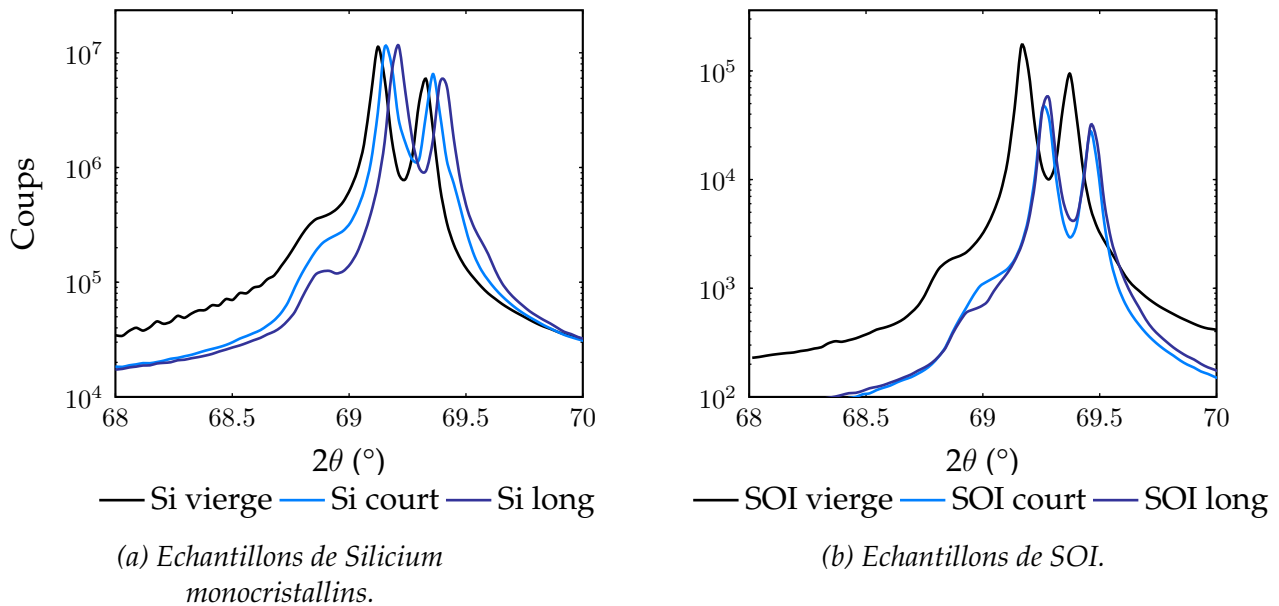 Coups
10^7
10^6
10^5
10^4
68 68.5 69 69.5 70
2θ (°)
Si vierge Si court Si long
(a) Echantillons de Silicium
monocristallins.
10^5
10^4
10^3
10^2
68 68.5 69 69.5 70
2θ (°)
SOI vierge SOI court SOI long
(b) Echantillons de SOI.